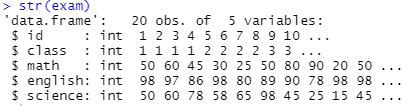 > str(exam)
'data.frame':   20 obs. of  5 variables:
 $ id     : int  1 2 3 4 5 6 7 8 9 10 ...
 $ class  : int  1 1 1 1 2 2 2 2 3 3 ...
 $ math   : int  50 60 45 30 25 50 80 90 20 50 ...
 $ english: int  98 97 86 98 80 89 90 78 98 98 ...
 $ science: int  50 60 78 58 65 98 45 25 15 45 ...